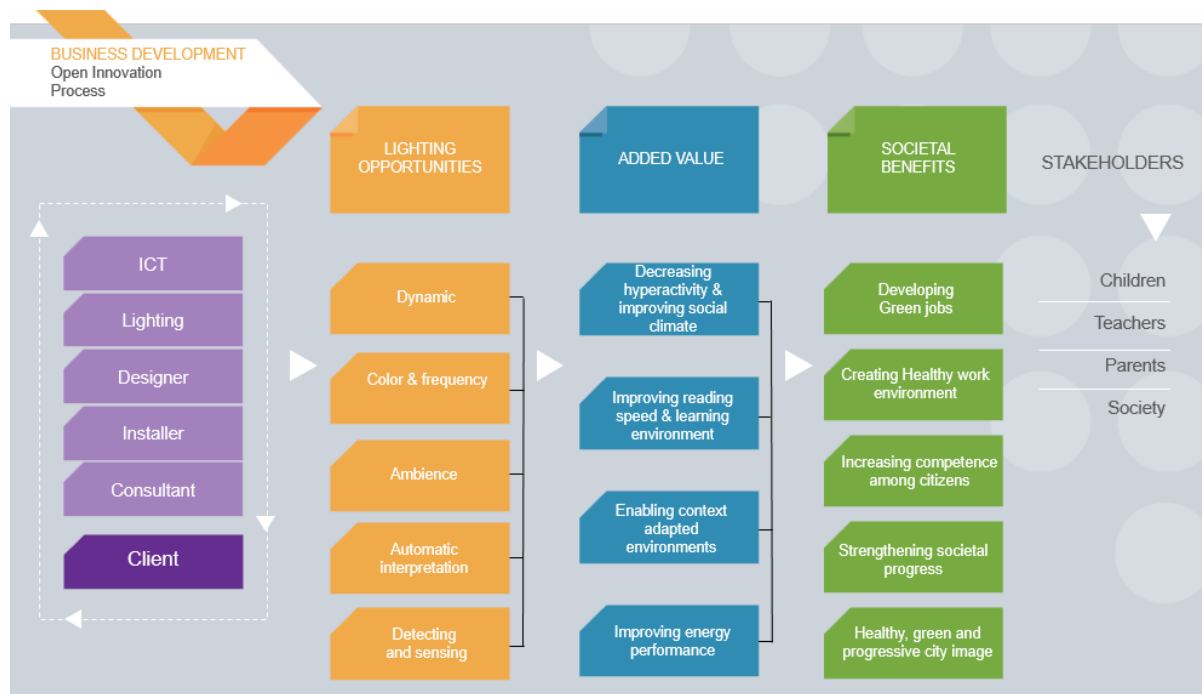 BUSINESS DEVELOPMENT
Open Innovation
Process
LIGHTING
OPPORTUNITIES
ADDED VALUE
SOCIETAL
BENEFITS
STAKEHOLDERS
ICT
Lighting
Designer
Installer
Consultant
Client
Dynamic
Color & frequency
Ambience
Automatic
interpretation
Detecting
and sensing
Decreasing
hyperactivity &
improving social
climate
Improving reading
speed & learning
environment
Enabling context
adapted
environments
Improving energy
performance
Developing
Green jobs
Creating Healthy work
environment
Increasing competence
among citizens
Strengthening societal
progress
Healthy, green and
progressive city image
Children
Teachers
Parents
Society